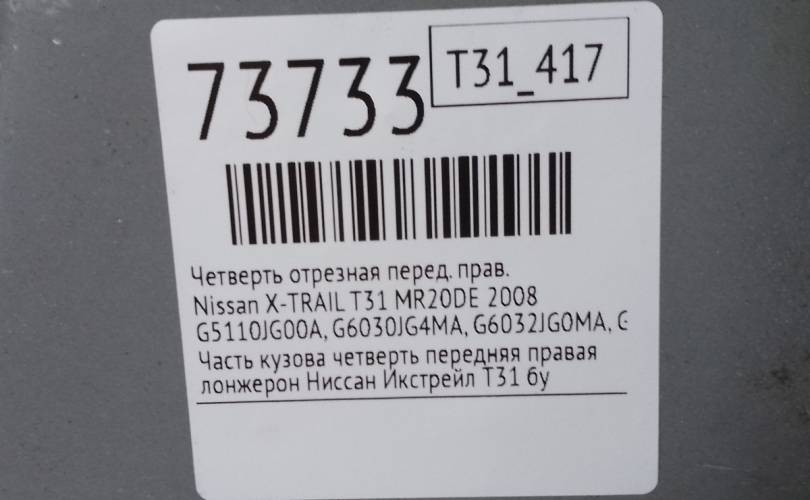 73733
T31_417
Четверть отрезная перед. прав.
Nissan X-TRAIL T31 MR20DE 2008
G5110JG00A, G6030JG4MA, G6032JG0MA, G
Часть кузова четверть передняя правая
лонжерон Ниссан Икстрейл Т31 бу